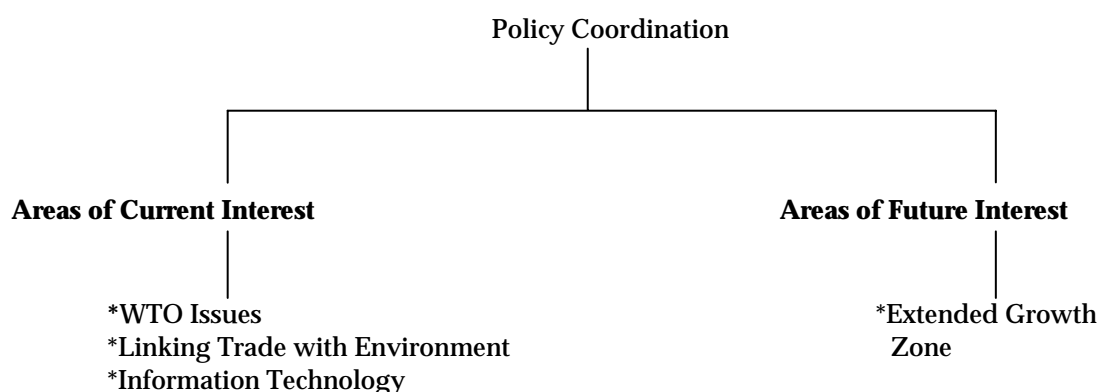 Policy Coordination
Areas of Current Interest
*WTO Issues
*Linking Trade with Environment
*Information Technology
Areas of Future Interest
*Extended Growth
Zone